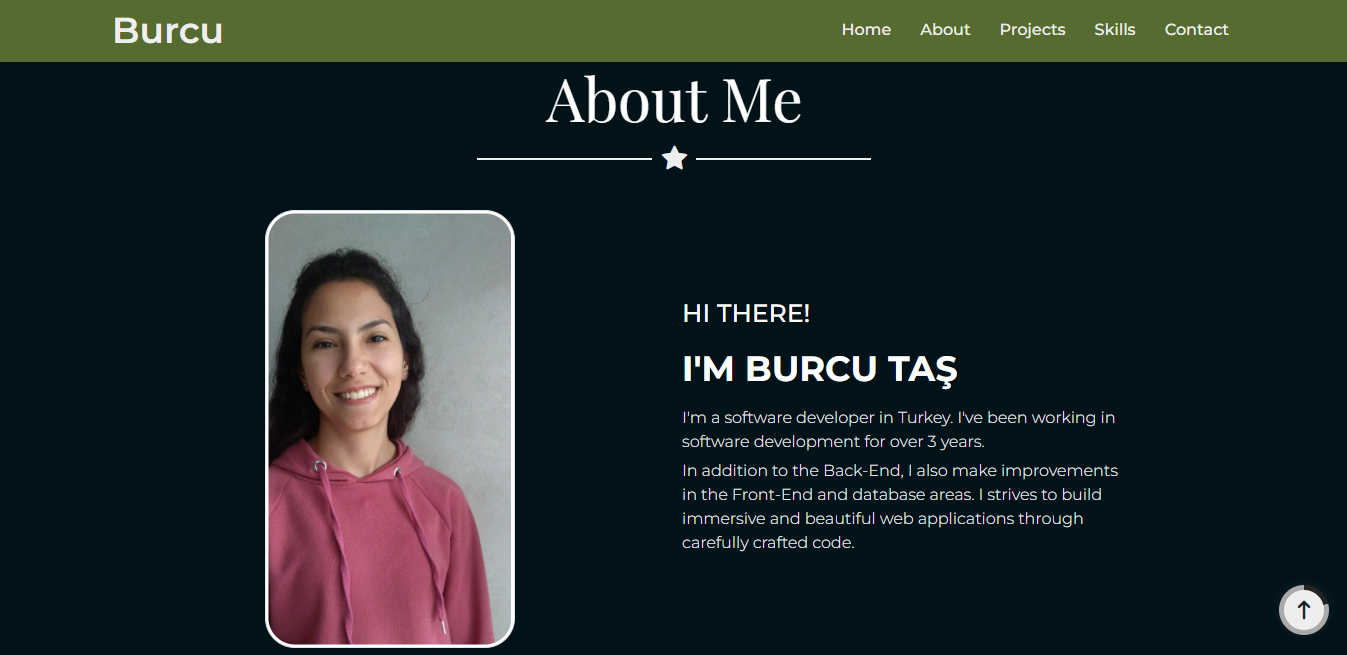 Burcu
Home About Projects Skills Contact
About Me
HI THERE!
I'M BURCU TAŞ
I'm a software developer in Turkey. I've been working in
software development for over 3 years.
In addition to the Back-End, I also make improvements
in the Front-End and database areas. I strives to build
immersive and beautiful web applications through
carefully crafted code.